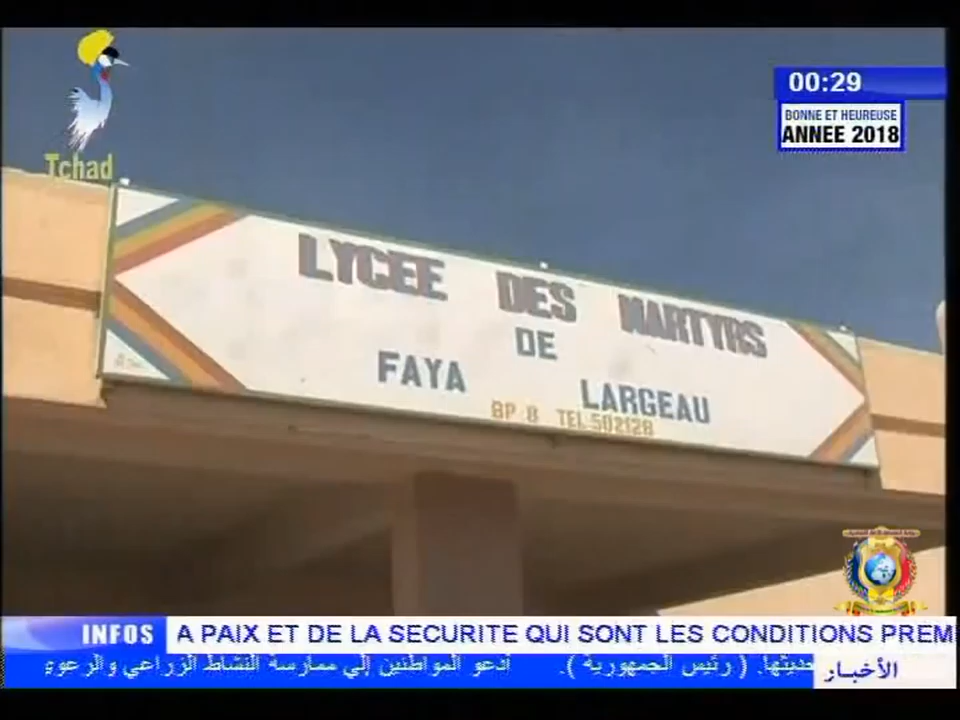 Tchad
00:29
BONNE ET HEUREUSE
ANNEE 2018
LYCEE DES MARTYRS
DE
FAYA LARGEAU
BP 8 TEL 502128
INFOS
A PAIX ET DE LA SECURITE QUI SONT LES CONDITIONS PREM
حديثها. ( رئيس الجمهورية ). أدعو المواطنين إلي ممارسة النشاط الزراعي والرعوي
الأخبار